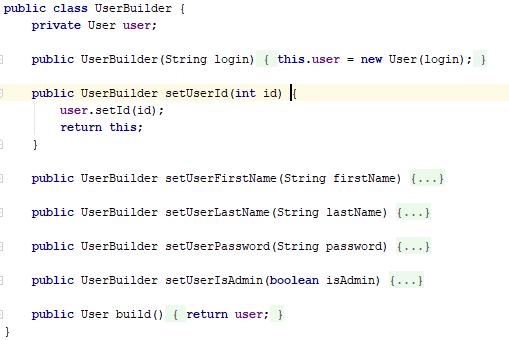 public class UserBuilder {
    private User user;
    public UserBuilder(String login) { this.user = new User(login); }
    public UserBuilder setUserId(int id) {
        user.setId(id);
        return this;
    }
    public UserBuilder setUserFirstName(String firstName) {...}
    public UserBuilder setUserLastName(String lastName) {...}
    public UserBuilder setUserPassword(String password) {...}
    public UserBuilder setUserIsAdmin(boolean isAdmin) {...}
    public User build() { return user; }
}